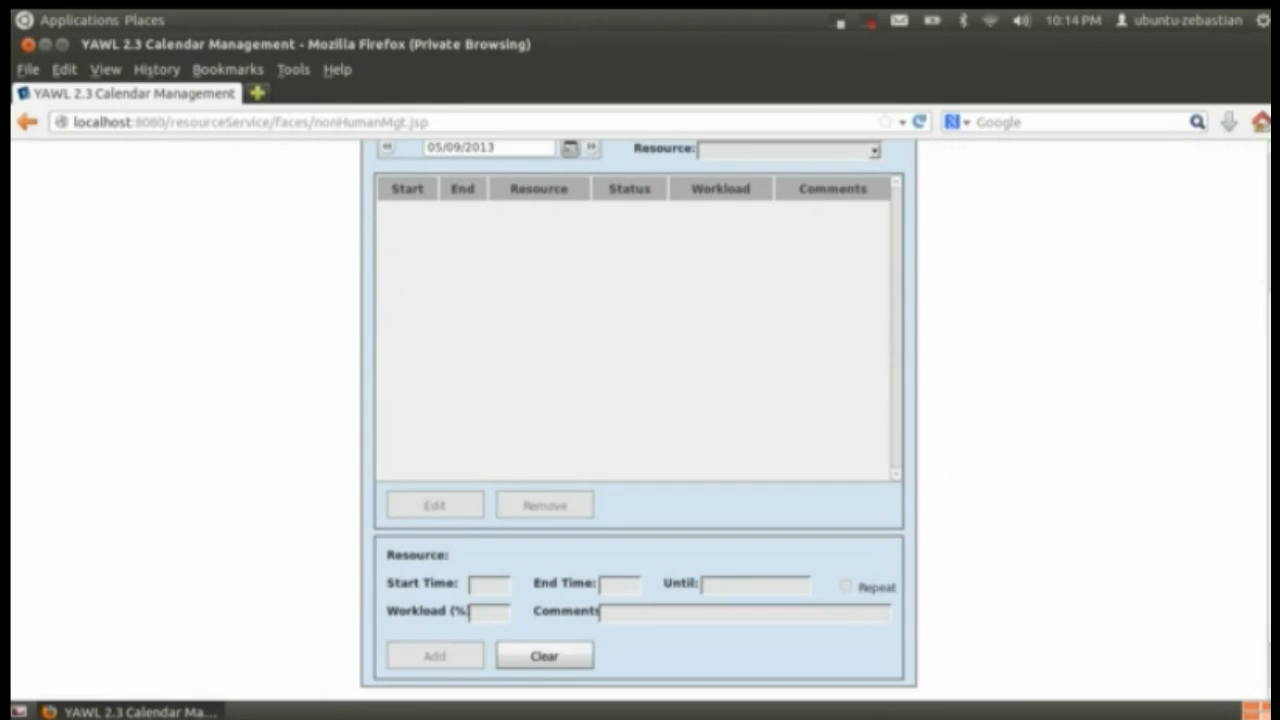 Applications Places 10:14 PM ubuntu-zebastian
YAWL 2.3 Calendar Management - Mozilla Firefox (Private Browsing)
File Edit View History Bookmarks Tools Help
YAWL 2.3 Calendar Management
localhost:8080/resourceService/faces/nonHumanMgt.jsp Google
05/09/2013 Resource:
Start End Resource Status Workload Comments
Edit Remove
Resource:
Start Time: End Time: Until: Repeat
Workload (% Comments
Add Clear
YAWL 2.3 Calendar Ma...